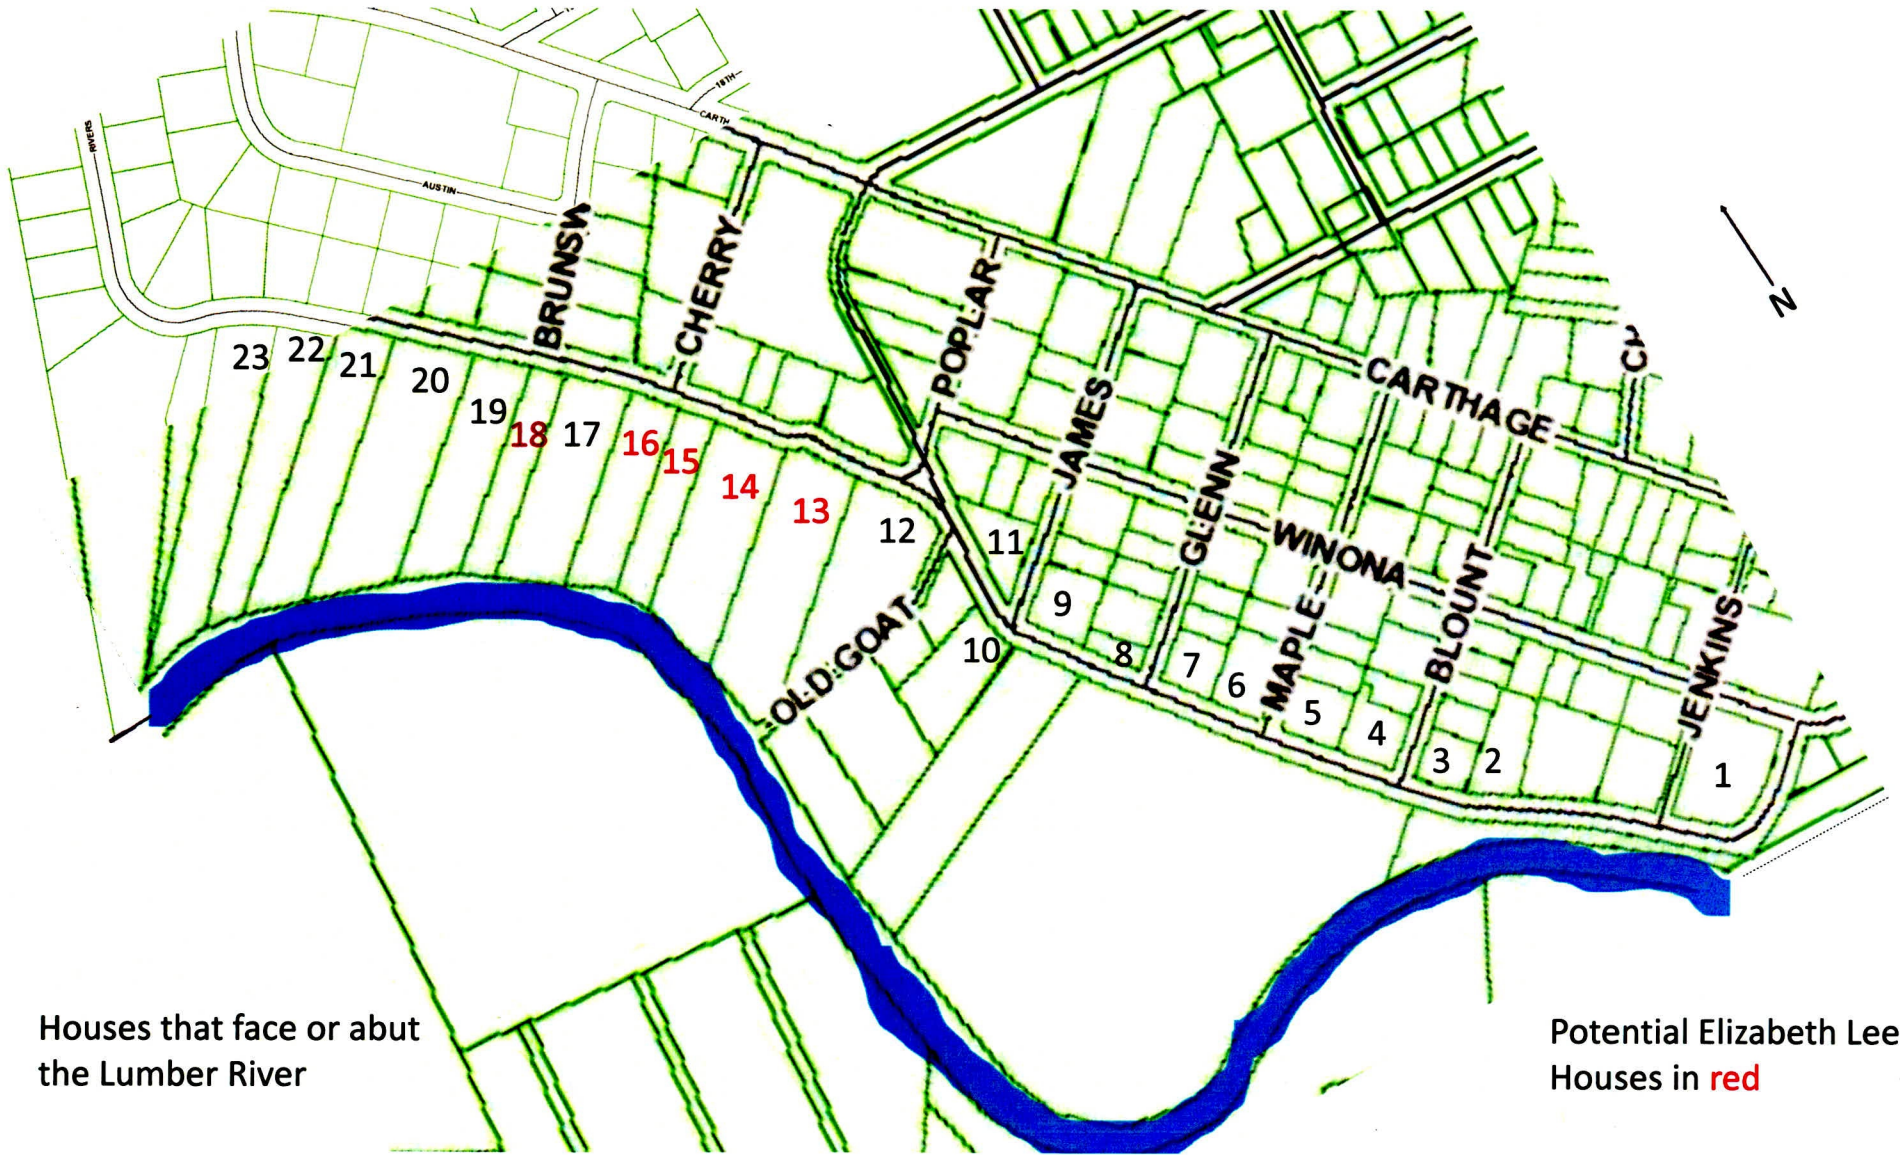 18TH
CARTH
RIVERS
AUSTIN
BRUNSW
CHERRY
POPLAR
JAMES
CARTHAGE
CH
GLENN
WINONA
MAPLE
BLOUNT
JENKINS
OLD GOAT
N
23
22
21
20
19
18
17
16
15
14
13
12
11
10
9
8
7
6
5
4
3
2
1
Houses that face or abut
the Lumber River
Potential Elizabeth Lee
Houses in red